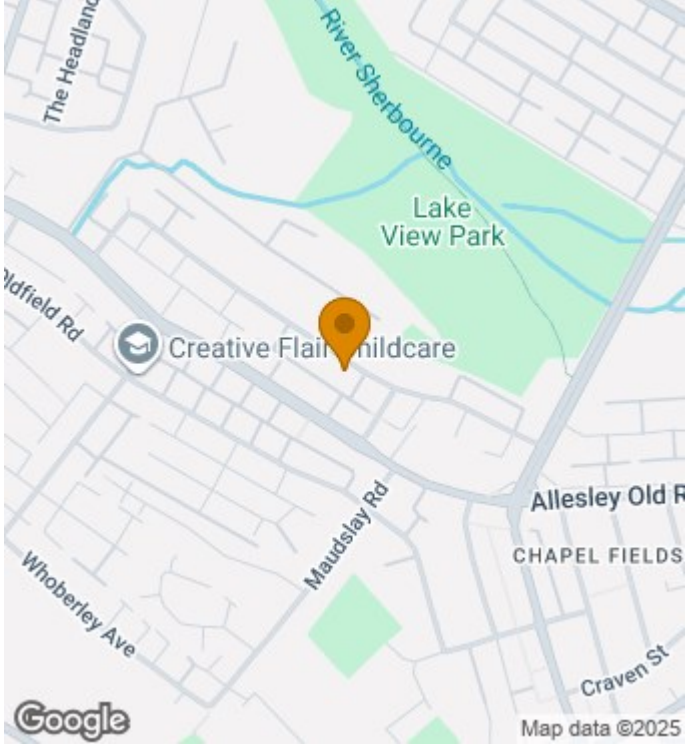 The Headland
River Sherbourne
Lake
View Park
Oldfield Rd
Creative Flair Childcare
Maudslay Rd
Allesley Old R
CHAPEL FIELDS
Whoberley Ave
Craven St
Google
Map data ©2025